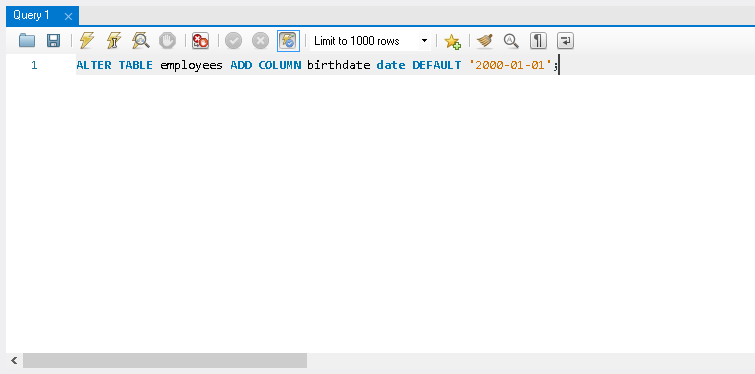 Query 1
Limit to 1000 rows
1 ALTER TABLE employees ADD COLUMN birthdate date DEFAULT '2000-01-01';